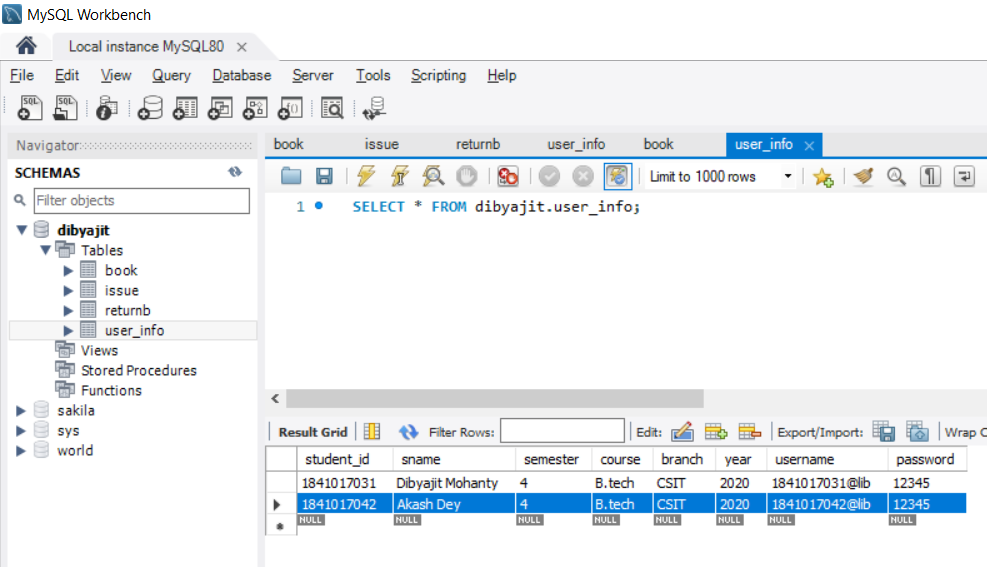 MySQL Workbench
Local instance MySQL80
File Edit View Query Database Server Tools Scripting Help
Navigator
SCHEMAS
Filter objects
dibyajit
Tables
book
issue
returnb
user_info
Views
Stored Procedures
Functions
sakila
sys
world
book issue returnb user_info book user_info
Limit to 1000 rows
1 SELECT * FROM dibyajit.user_info;
Result Grid Filter Rows: Edit: Export/Import: Wrap C
student_id sname semester course branch year username password
1841017031 Dibyajit Mohanty 4 B.tech CSIT 2020 1841017031@lib 12345
1841017042 Akash Dey 4 B.tech CSIT 2020 1841017042@lib 12345
NULL NULL NULL NULL NULL NULL NULL NULL